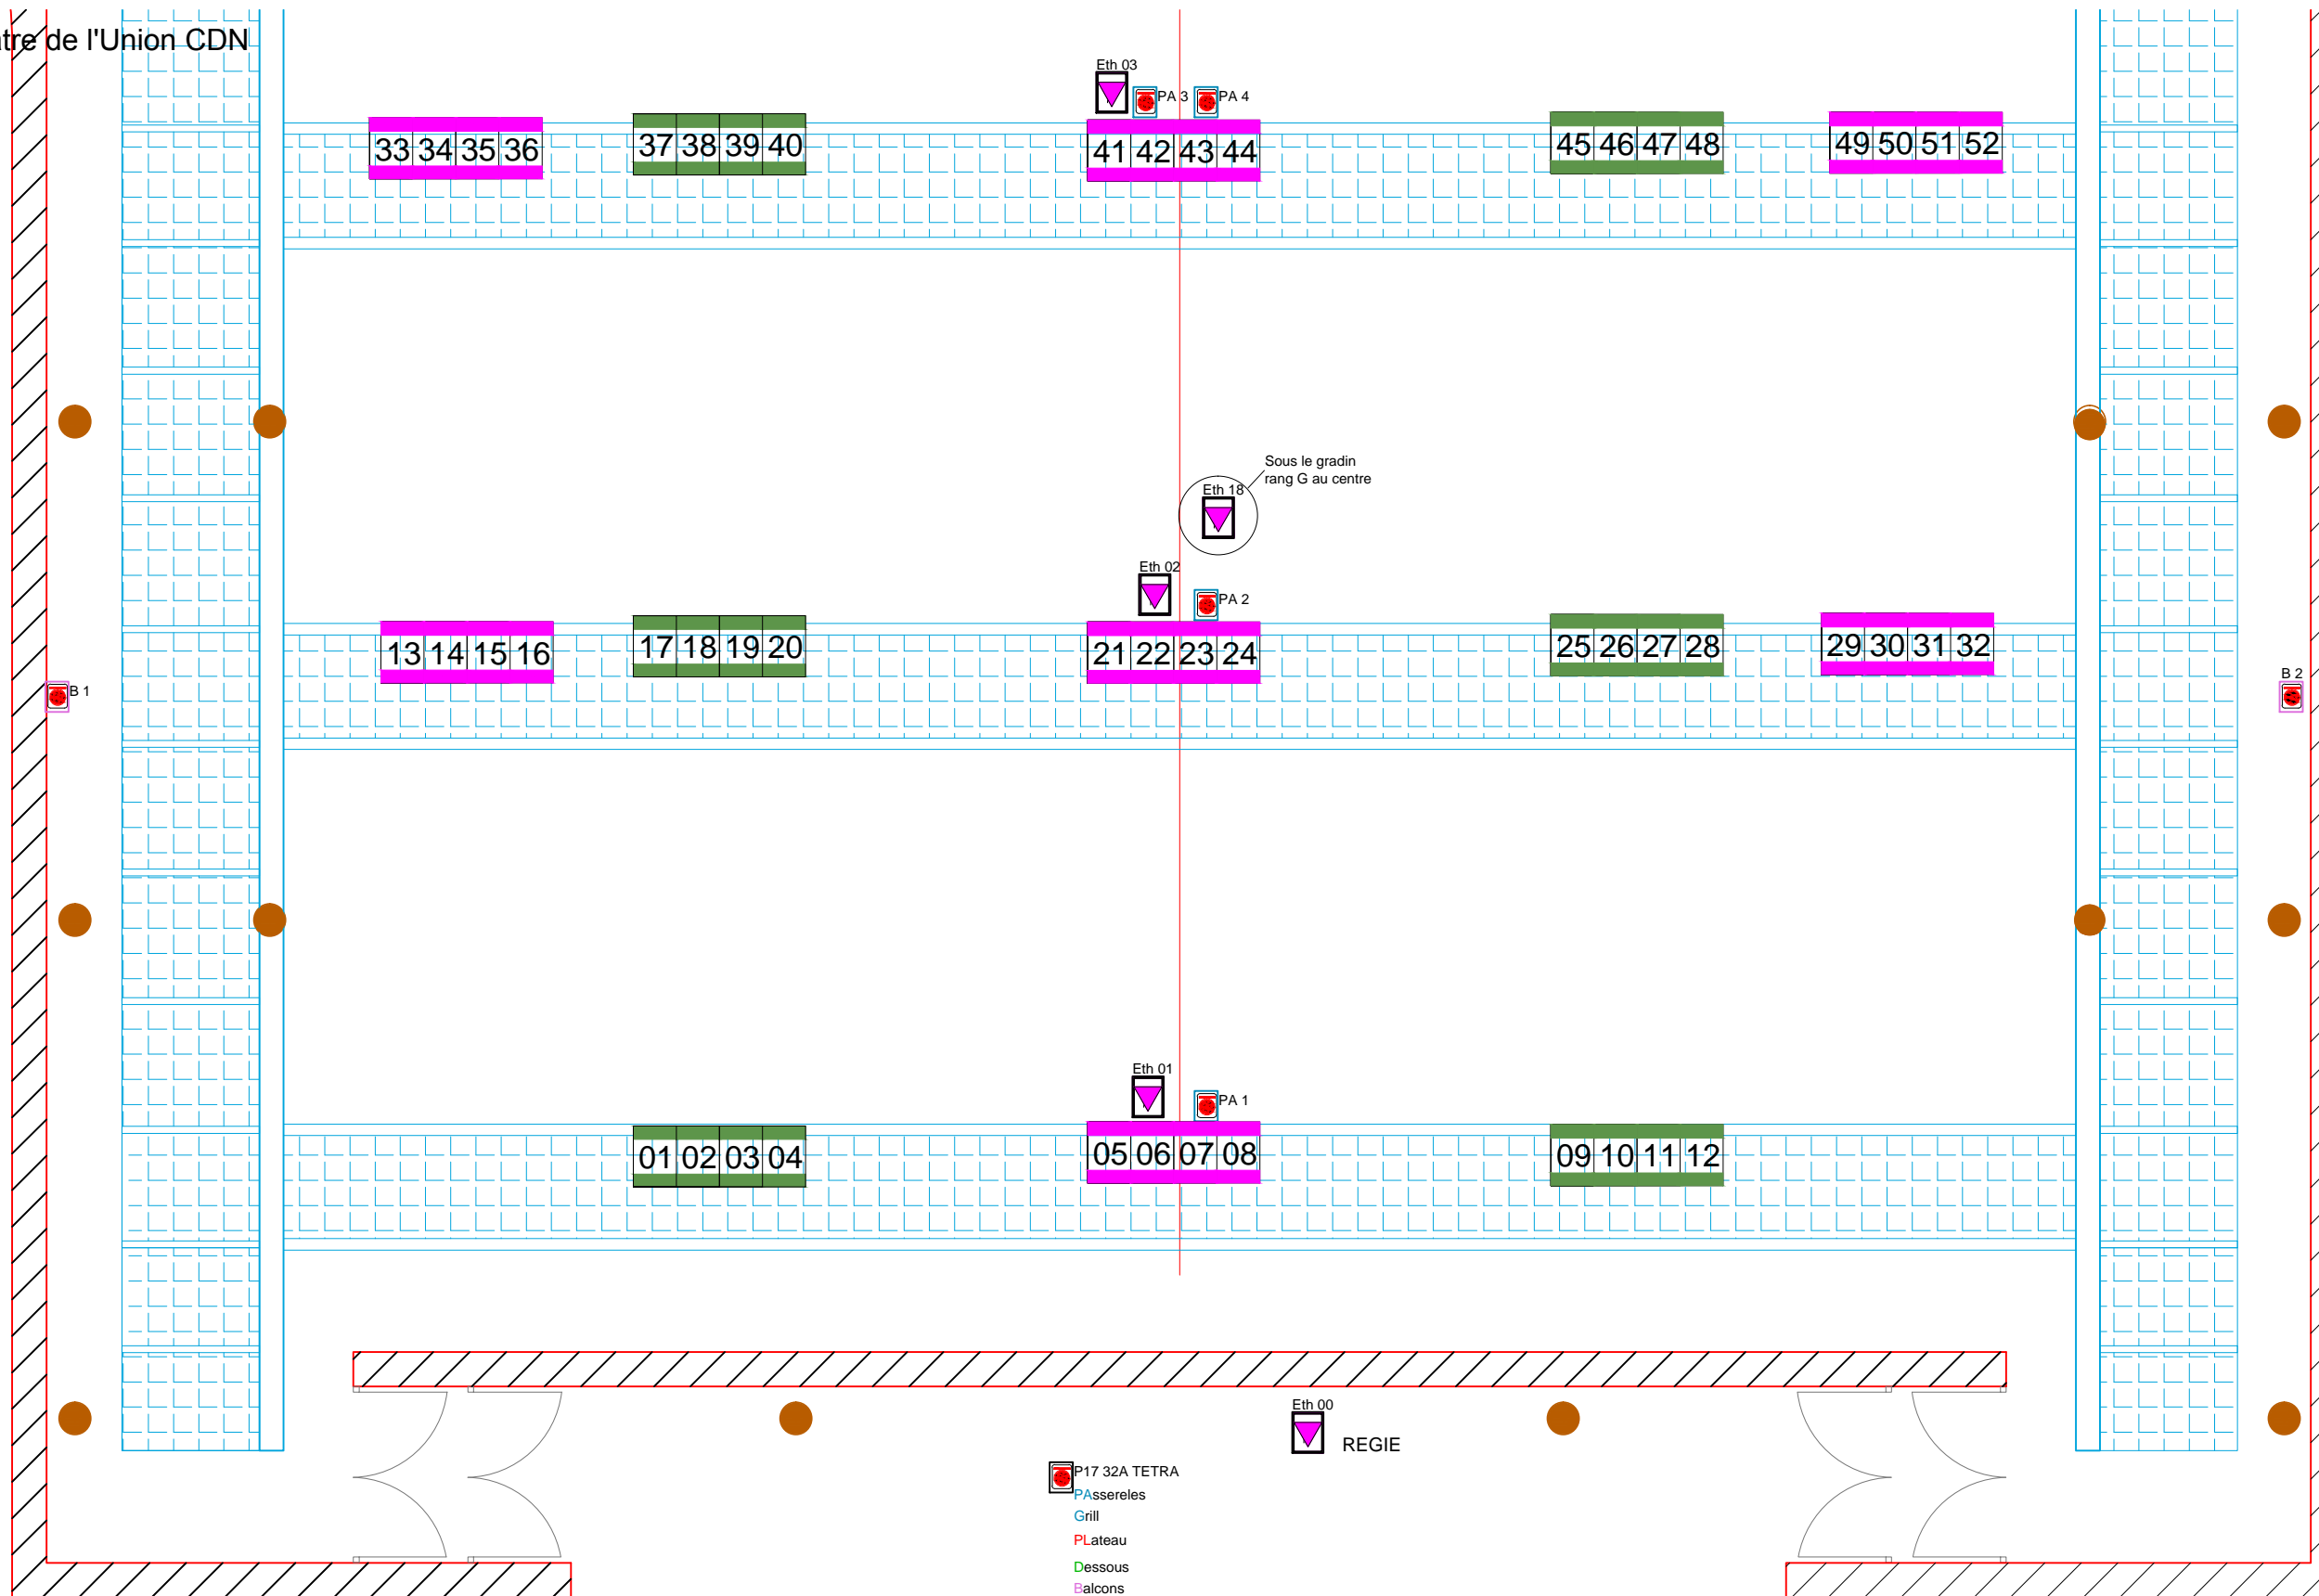 tre de l'Union CDN
Eth 03
PA 3
PA 4
33 34 35 36
37 38 39 40
41 42 43 44
45 46 47 48
49 50 51 52
Sous le gradin
rang G au centre
Eth 18
Eth 02
PA 2
13 14 15 16
17 18 19 20
21 22 23 24
25 26 27 28
29 30 31 32
B 1
B 2
Eth 01
PA 1
01 02 03 04
05 06 07 08
09 10 11 12
Eth 00
REGIE
P17 32A TETRA
PAssereles
Grill
PLateau
Dessous
Balcons